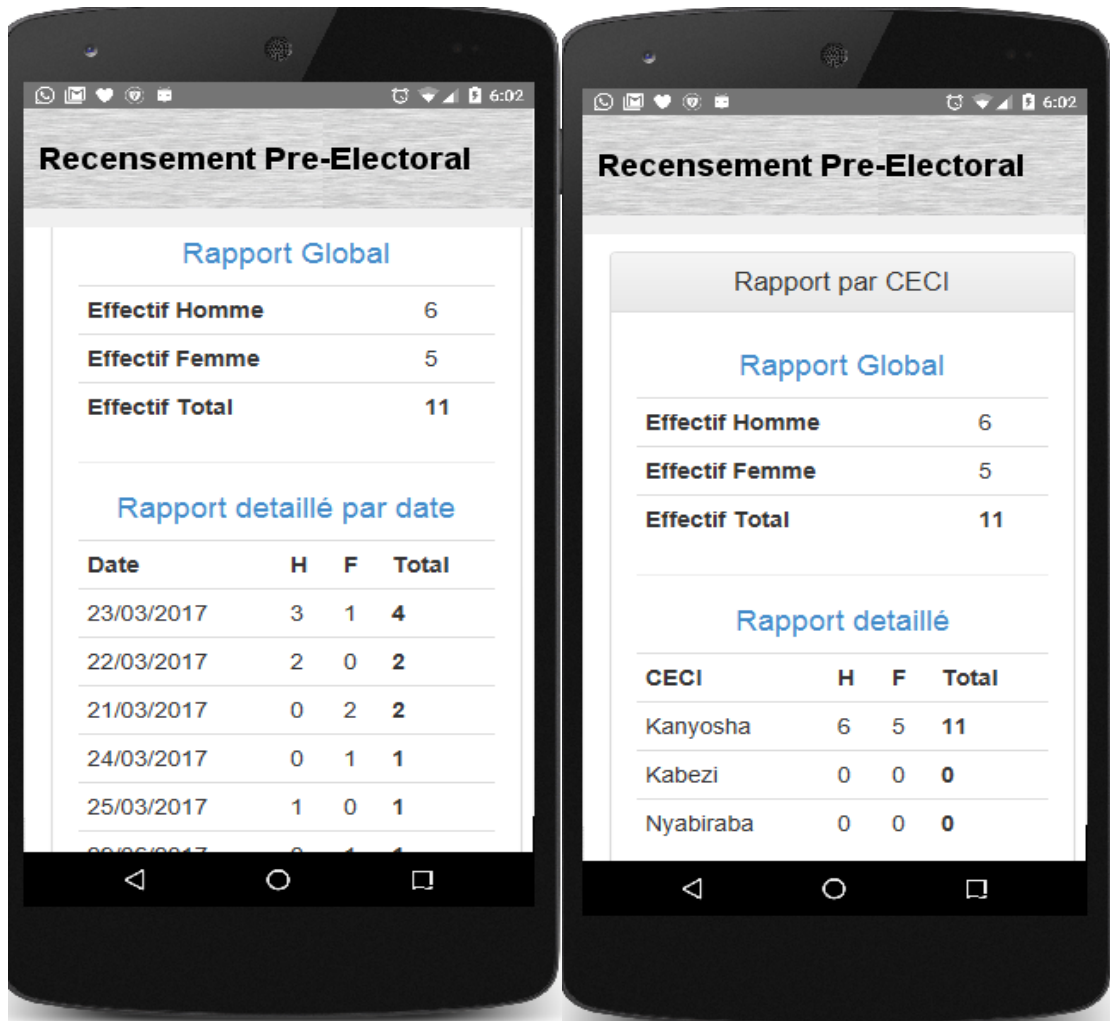 6:02
Recensement Pre-Electoral
Rapport Global
Effectif Homme 6
Effectif Femme 5
Effectif Total 11
Rapport detaillé par date
Date H F Total
23/03/2017 3 1 4
22/03/2017 2 0 2
21/03/2017 0 2 2
24/03/2017 0 1 1
25/03/2017 1 0 1
6:02
Recensement Pre-Electoral
Rapport par CECI
Rapport Global
Effectif Homme 6
Effectif Femme 5
Effectif Total 11
Rapport detaillé
CECI H F Total
Kanyosha 6 5 11
Kabezi 0 0 0
Nyabiraba 0 0 0